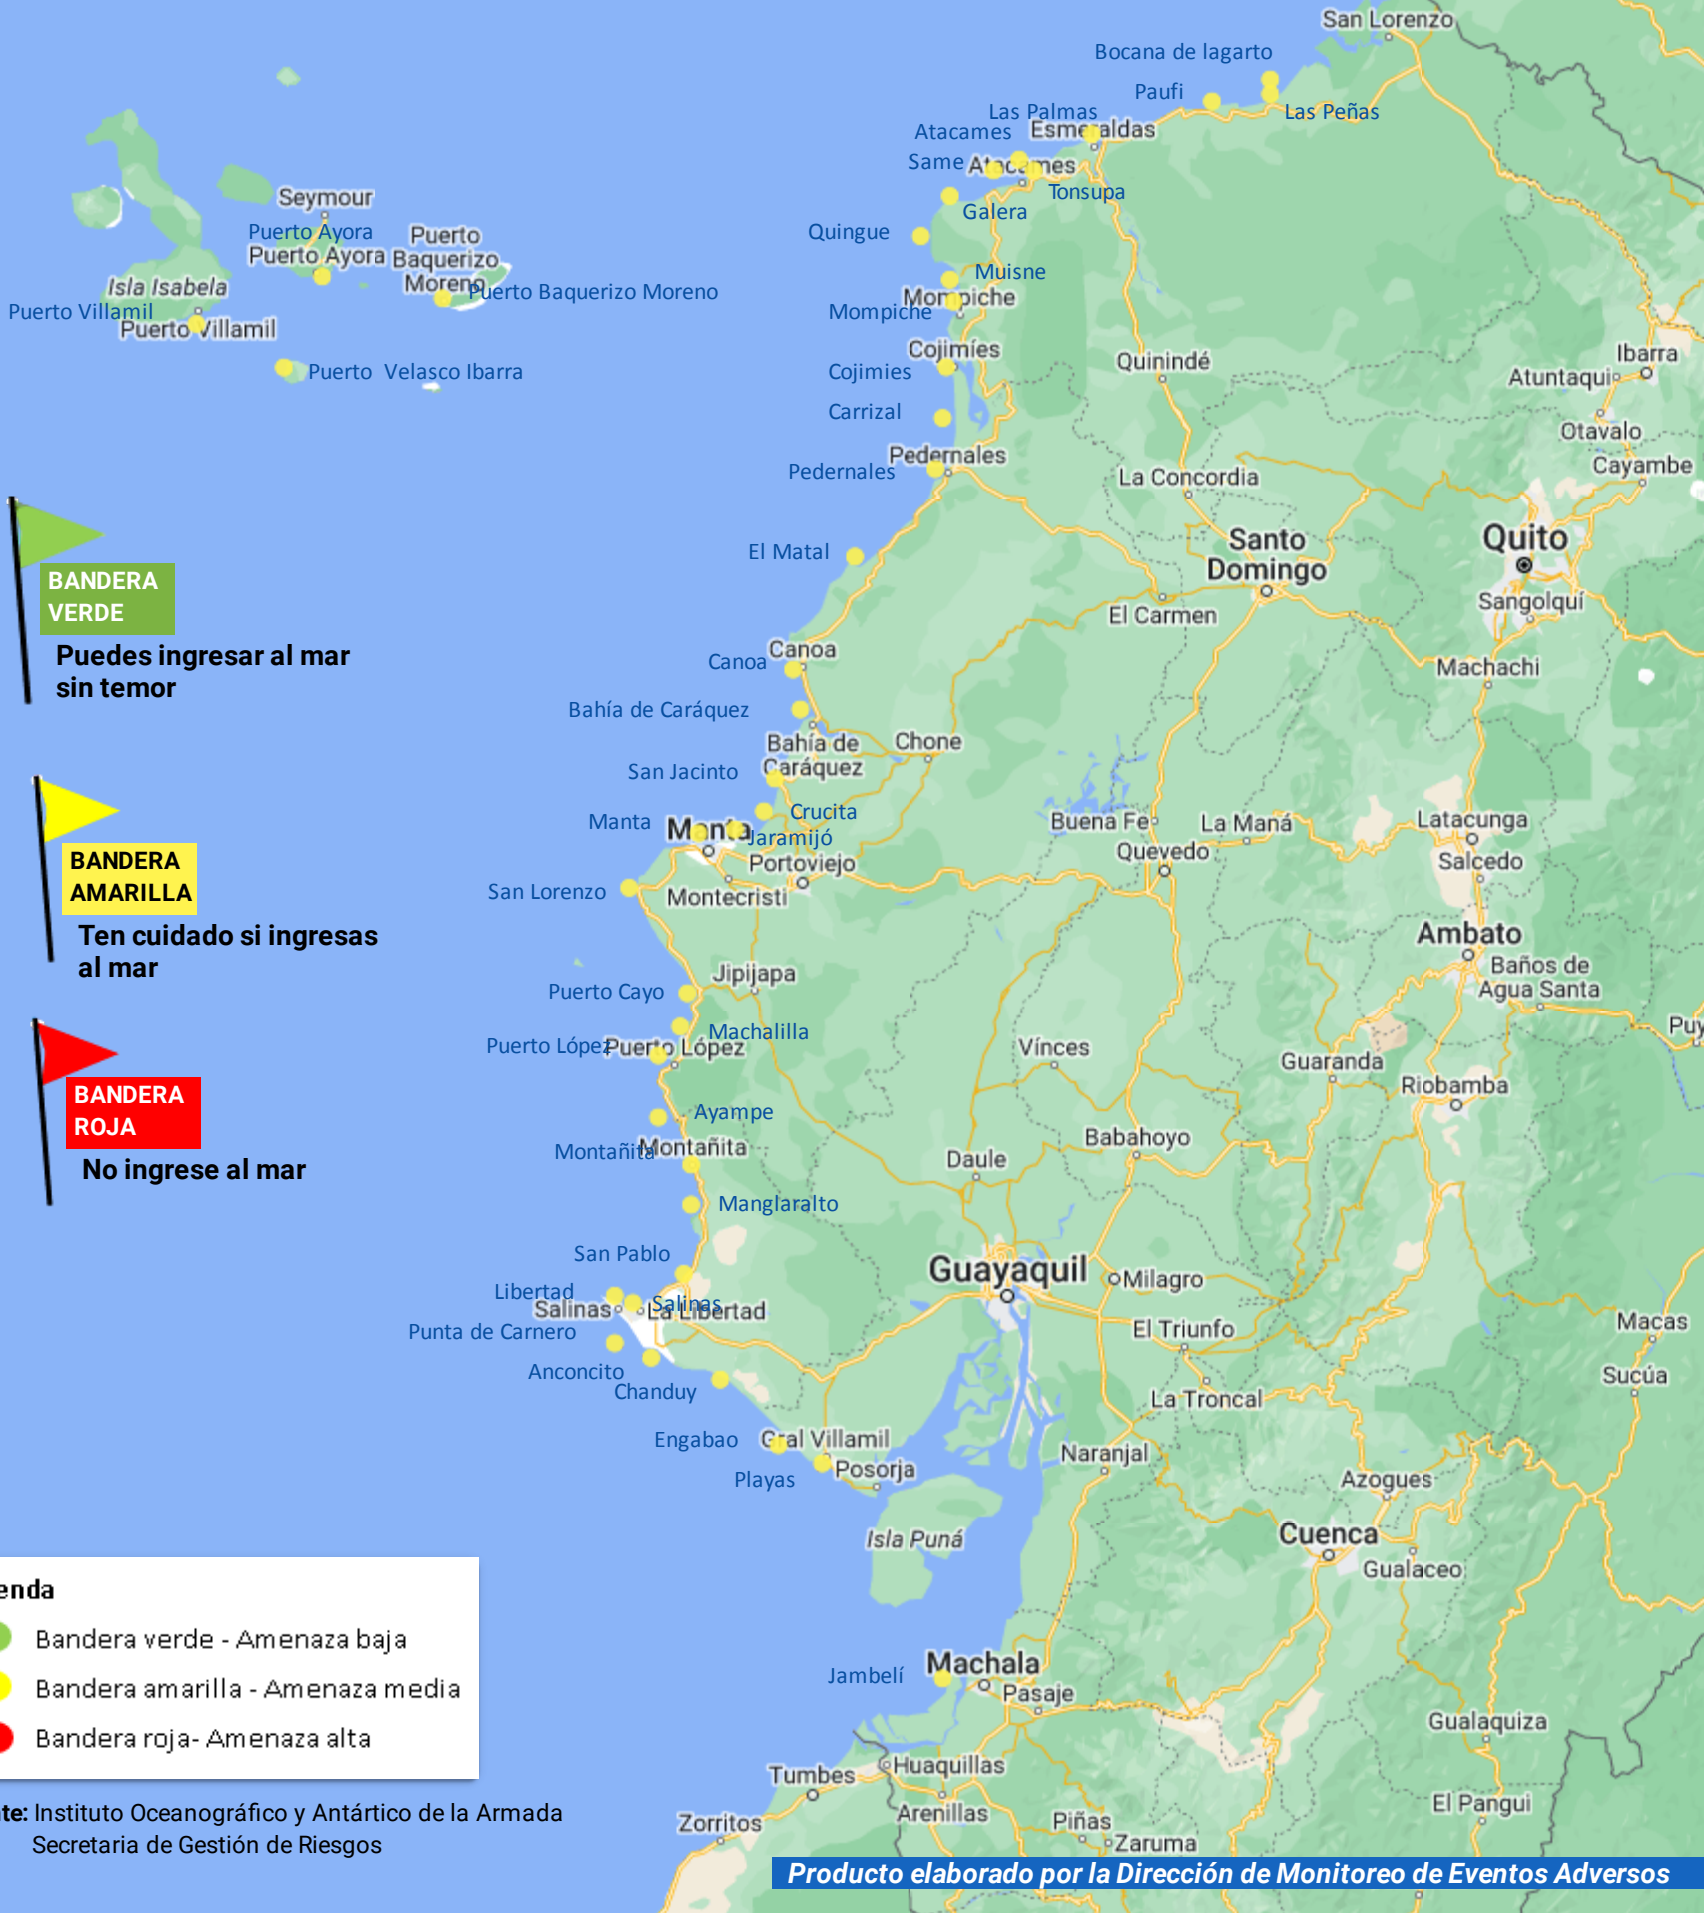 San Lorenzo
Bocana de lagarto
Paufi
Las Peñas
Las Palmas
Esmeraldas
Atacames
Same
Atacames
Tonsupa
Galera
Quingue
Muisne
Mompiche
Mompiche
Cojimíes
Cojimies
Carrizal
Pedernales
Pedernales
El Matal
Canoa
Canoa
Bahía de Caráquez
Bahía de
Caráquez
Chone
San Jacinto
Crucita
Manta
Manta
Jaramijó
Portoviejo
Montecristi
San Lorenzo
Jipijapa
Puerto Cayo
Machalilla
Puerto López
Puerto López
Ayampe
Montañita
Montañita
Manglaralto
San Pablo
Libertad
Salinas
Salinas
La Libertad
Punta de Carnero
Anconcito
Chanduy
Engabao
Gral Villamil
Playas
Posorja
Isla Puná
Jambelí
Machala
Pasaje
Huaquillas
Tumbes
Arenillas
Zorritos
Piñas
Zaruma
Seymour
Puerto Ayora
Puerto Ayora
Puerto
Baquerizo
Moreno
Puerto Baquerizo Moreno
Isla Isabela
Puerto Villamil
Puerto Villamil
Puerto Velasco Ibarra
Quinindé
Ibarra
Atuntaqui
Otavalo
Cayambe
La Concordia
Santo
Domingo
Quito
Sangolquí
El Carmen
Machachi
Buena Fe
La Maná
Latacunga
Quevedo
Salcedo
Ambato
Baños de
Agua Santa
Puy
Vínces
Guaranda
Riobamba
Babahoyo
Daule
Guayaquil
Milagro
El Triunfo
Macas
Sucúa
La Troncal
Naranjal
Azogues
Cuenca
Gualaceo
Gualaquiza
El Pangui
BANDERA
VERDE
Puedes ingresar al mar
sin temor
BANDERA
AMARILLA
Ten cuidado si ingresas
al mar
BANDERA
ROJA
No ingrese al mar
enda
Bandera verde - Amenaza baja
Bandera amarilla - Amenaza media
Bandera roja- Amenaza alta
te: Instituto Oceanográfico y Antártico de la Armada
Secretaria de Gestión de Riesgos
Producto elaborado por la Dirección de Monitoreo de Eventos Adversos